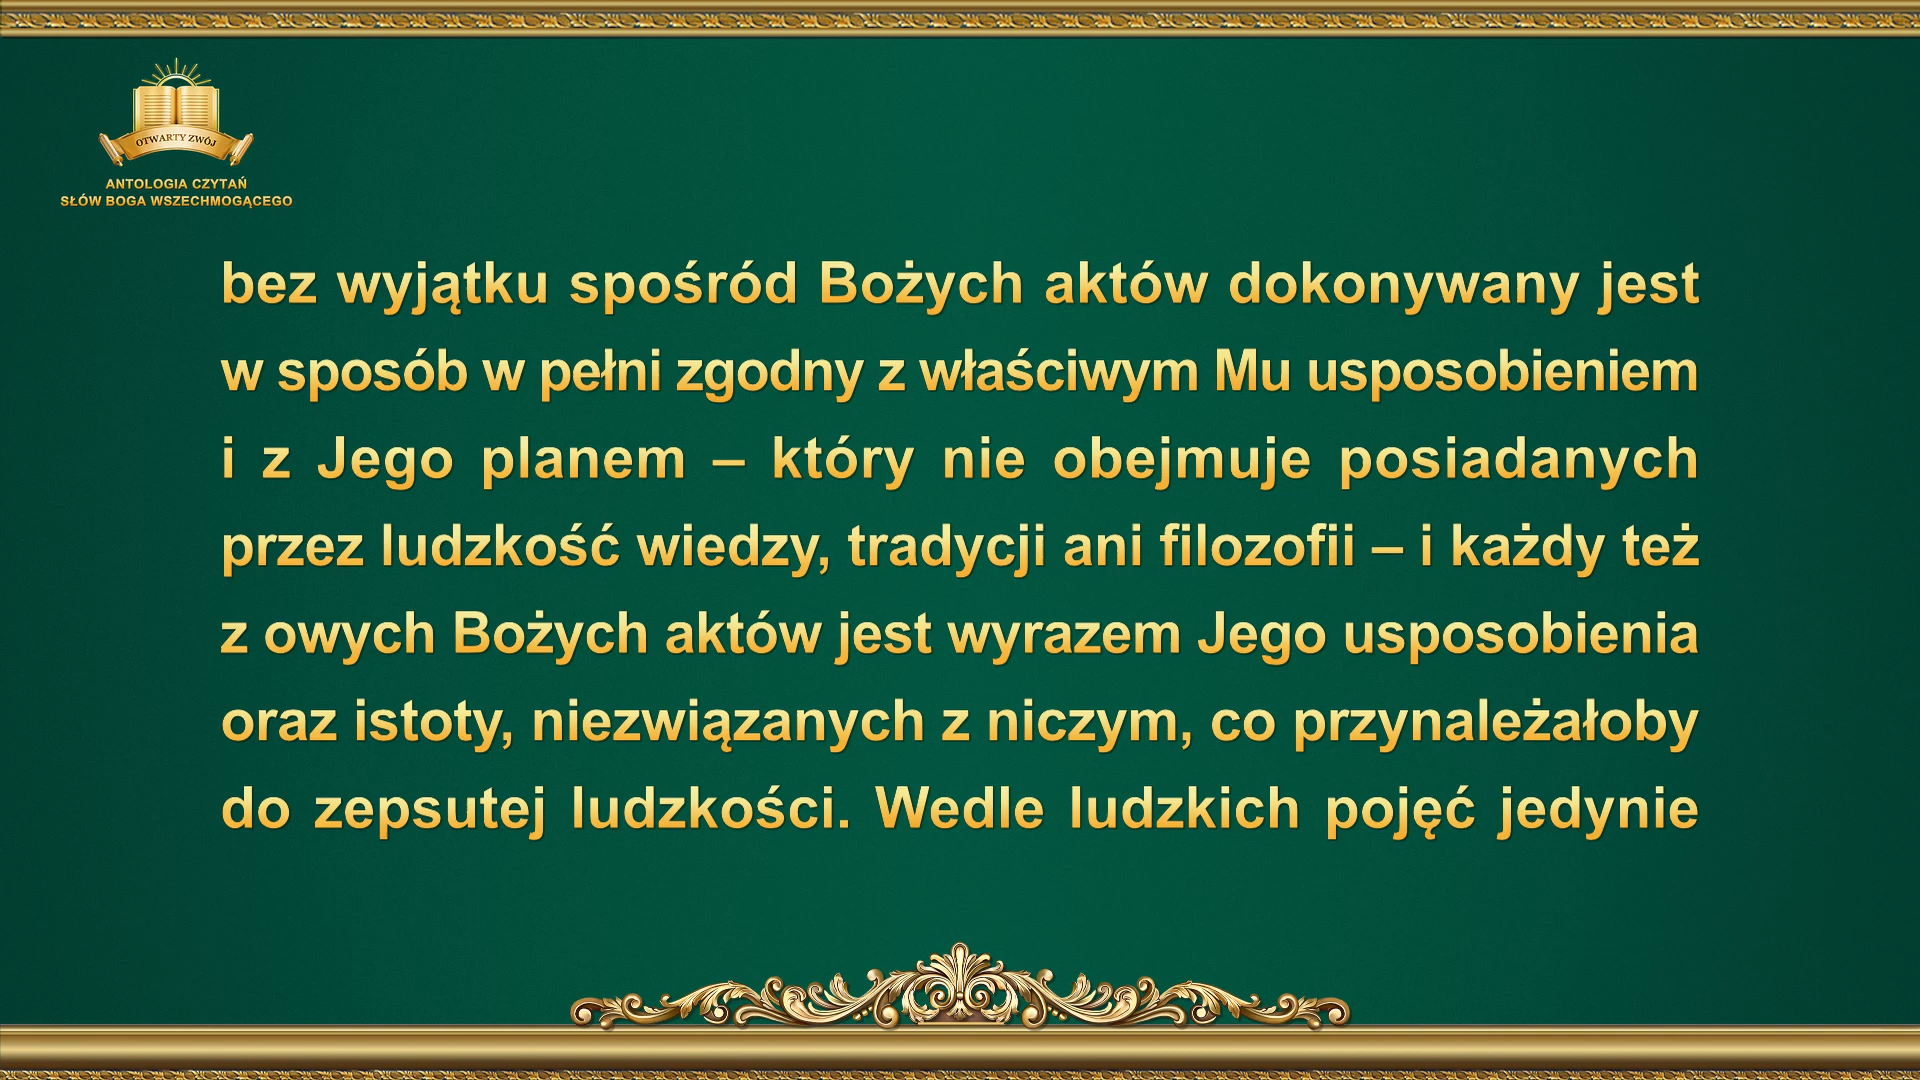 OTWARTY ZWÓJ
ANTOLOGIA CZYTAŃ
SŁÓW BOGA WSZECHMOGĄCEGO
bez wyjątku spośród Bożych aktów dokonywany jest
w sposób w pełni zgodny z właściwym Mu usposobieniem
i z Jego planem – który nie obejmuje posiadanych
przez ludzkość wiedzy, tradycji ani filozofii – i każdy też
z owych Bożych aktów jest wyrazem Jego usposobienia
oraz istoty, niezwiązanych z niczym, co przynależałoby
do zepsutej ludzkości. Wedle ludzkich pojęć jedynie